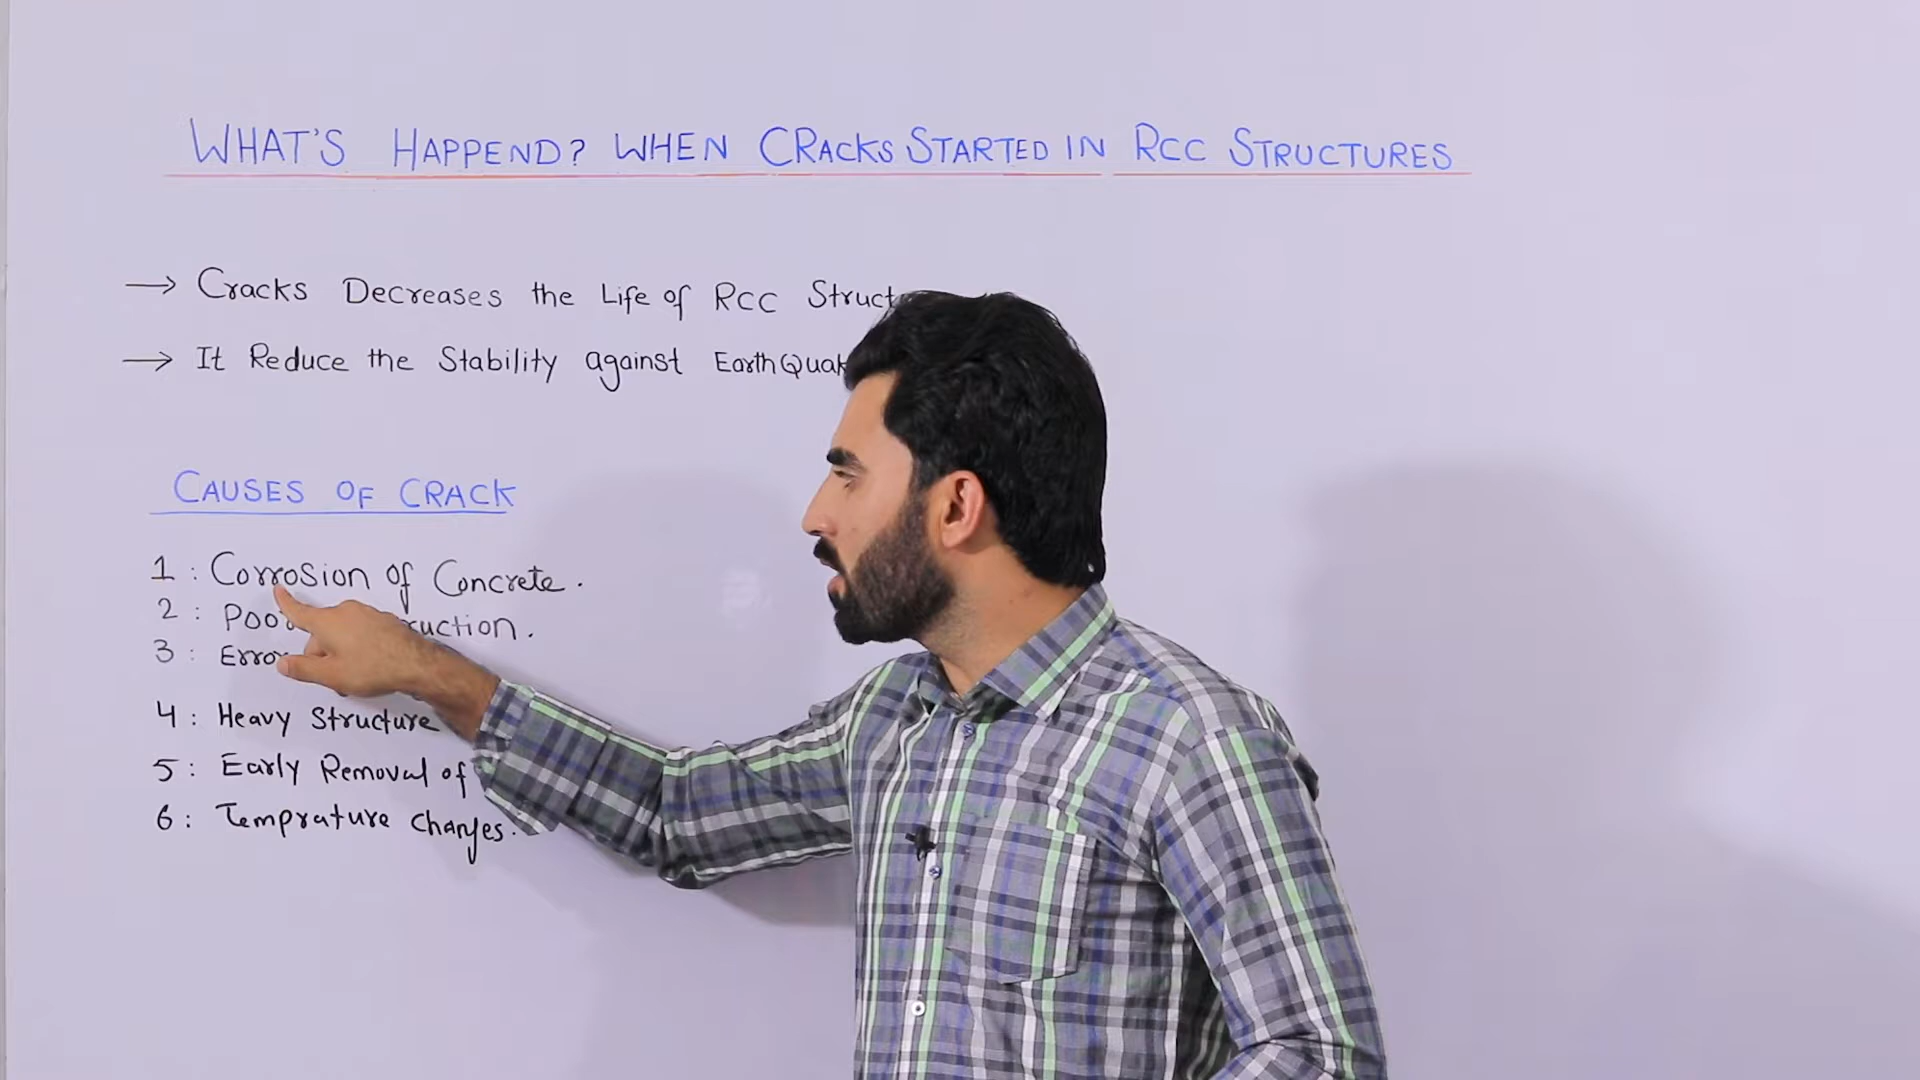 WHAT'S HAPPEND? WHEN CRACKS STARTED IN RCC STRUCTURES
→ Cracks Decreases the Life of RCC
→ It Reduce the Stability against
CAUSES OF CRACK
1 : Corrosion of Concrete.
2 :
3 :
4 : Heavy Structure
5 : Early Removal of
6 : Temprature Changes.